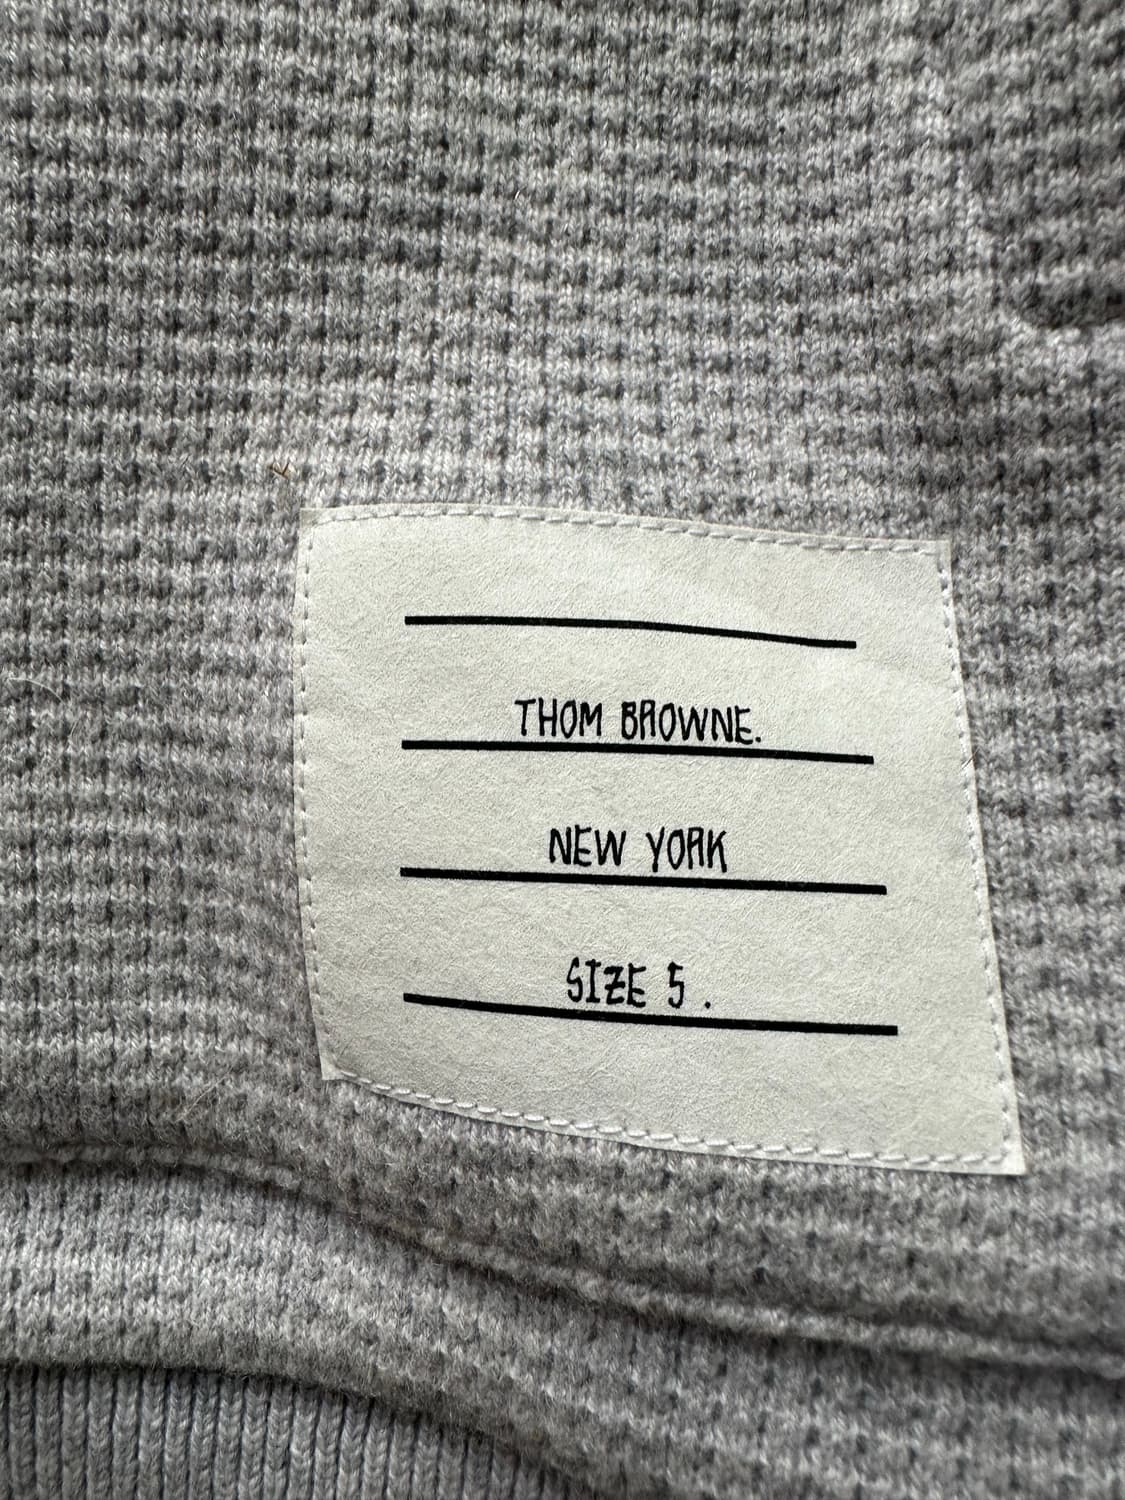 THOM BROWNE.
NEW YORK
SIZE 5 .